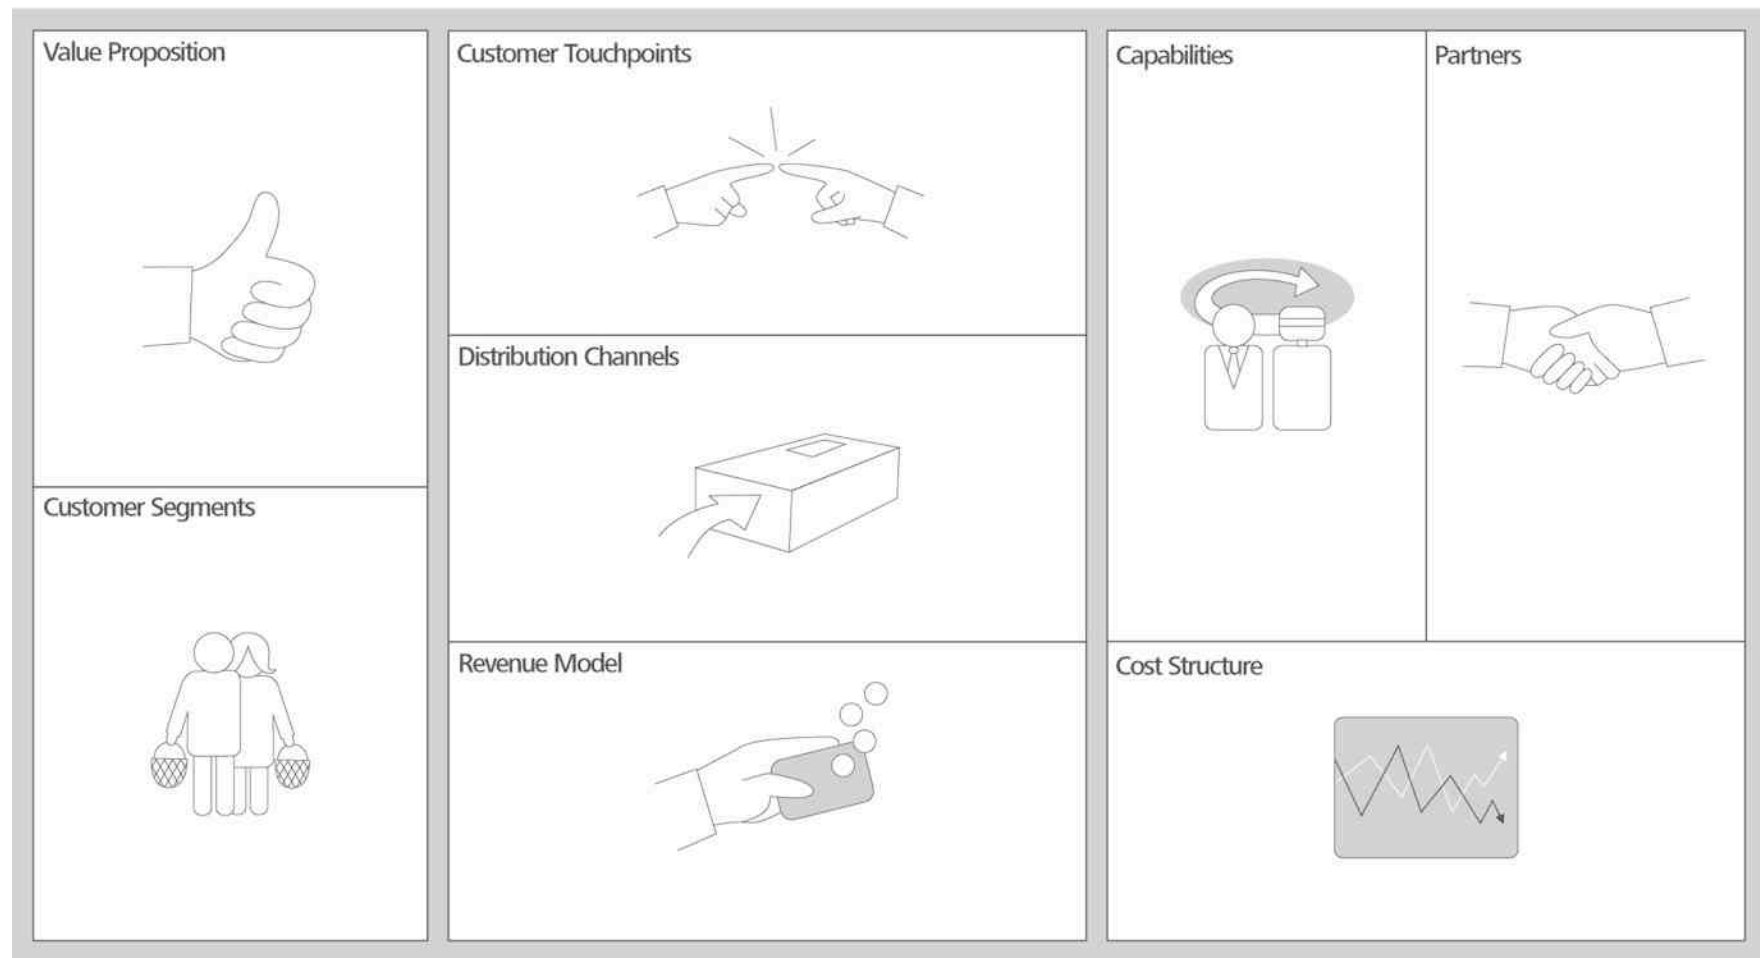 Value Proposition
Customer Segments
Customer Touchpoints
Distribution Channels
Revenue Model
Capabilities
Partners
Cost Structure